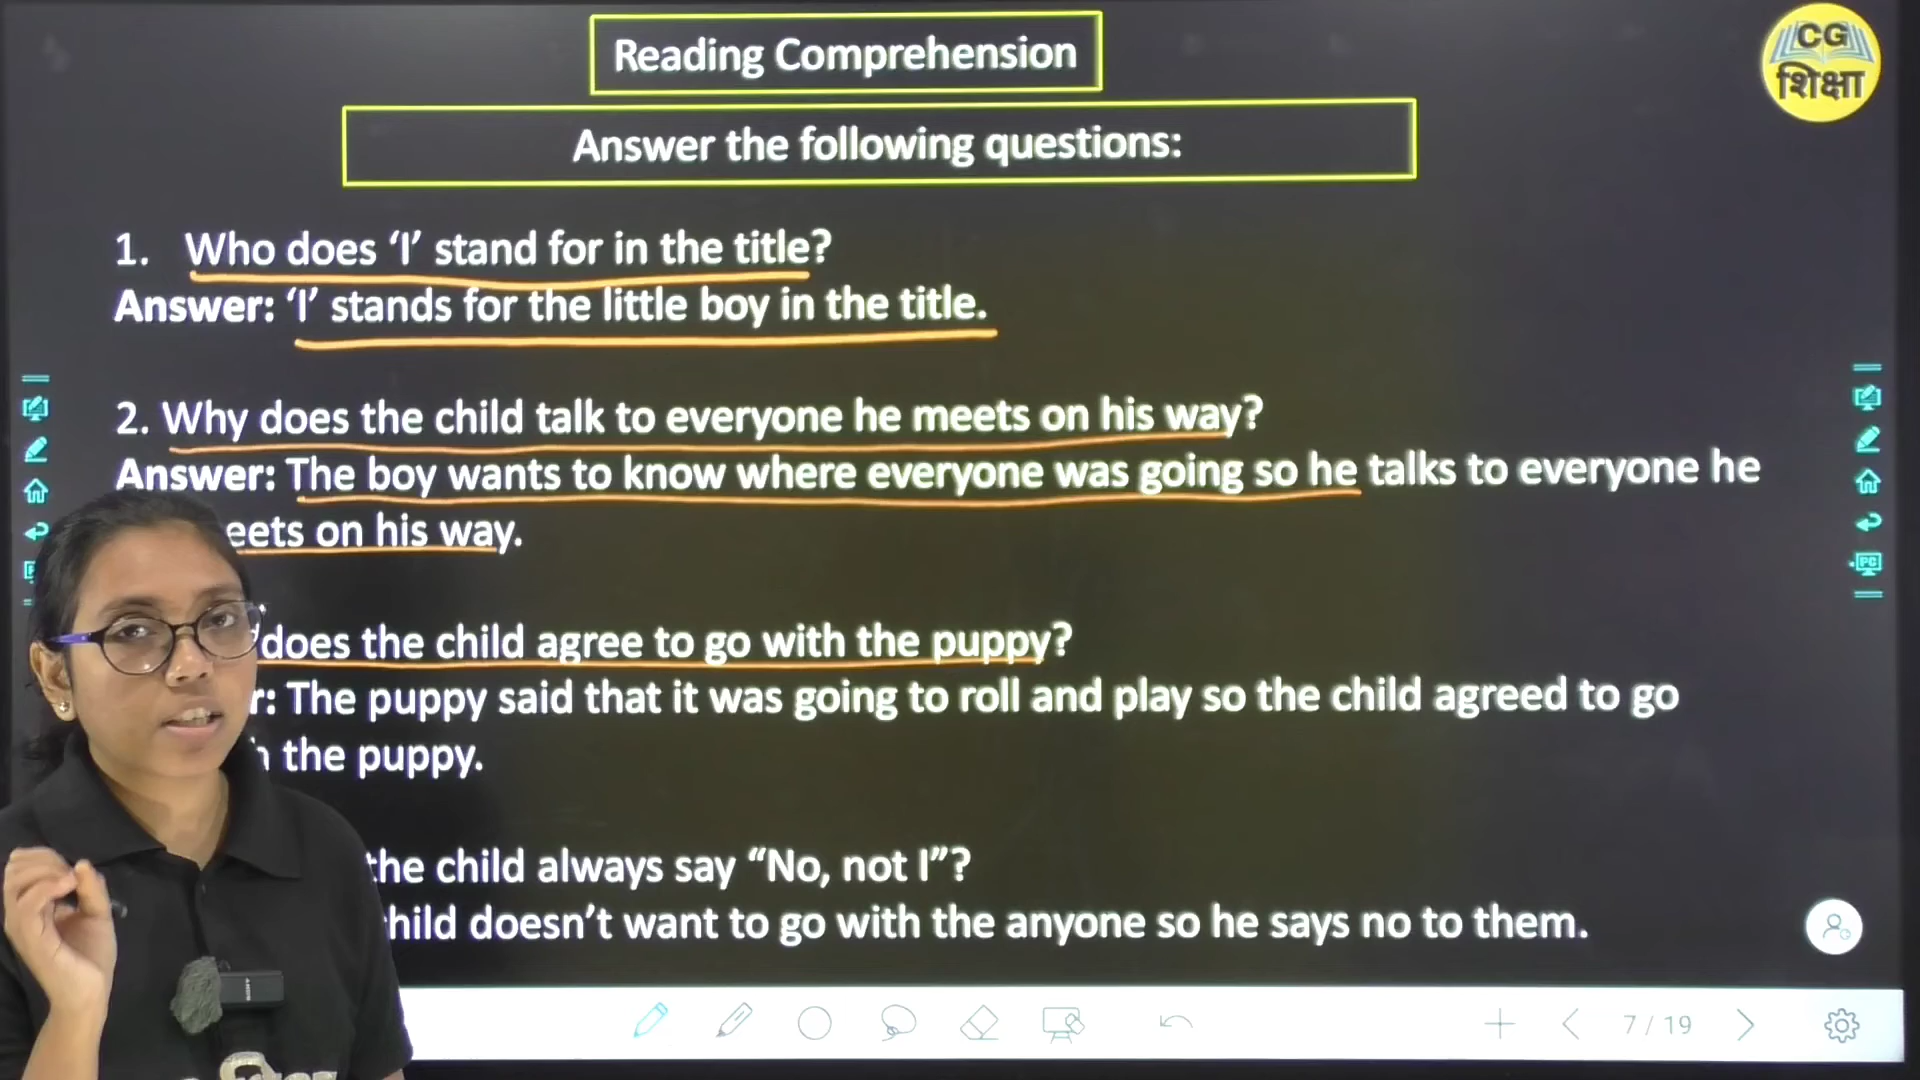 Reading Comprehension
CG
शिक्षा
Answer the following questions:
1. Who does ‘I’ stand for in the title?
Answer: ‘I’ stands for the little boy in the title.
2. Why does the child talk to everyone he meets on his way?
Answer: The boy wants to know where everyone was going so he talks to everyone he
eets on his way.
does the child agree to go with the puppy?
r: The puppy said that it was going to roll and play so the child agreed to go
the puppy.
the child always say “No, not I”?
hild doesn’t want to go with the anyone so he says no to them.
PC
7 / 19